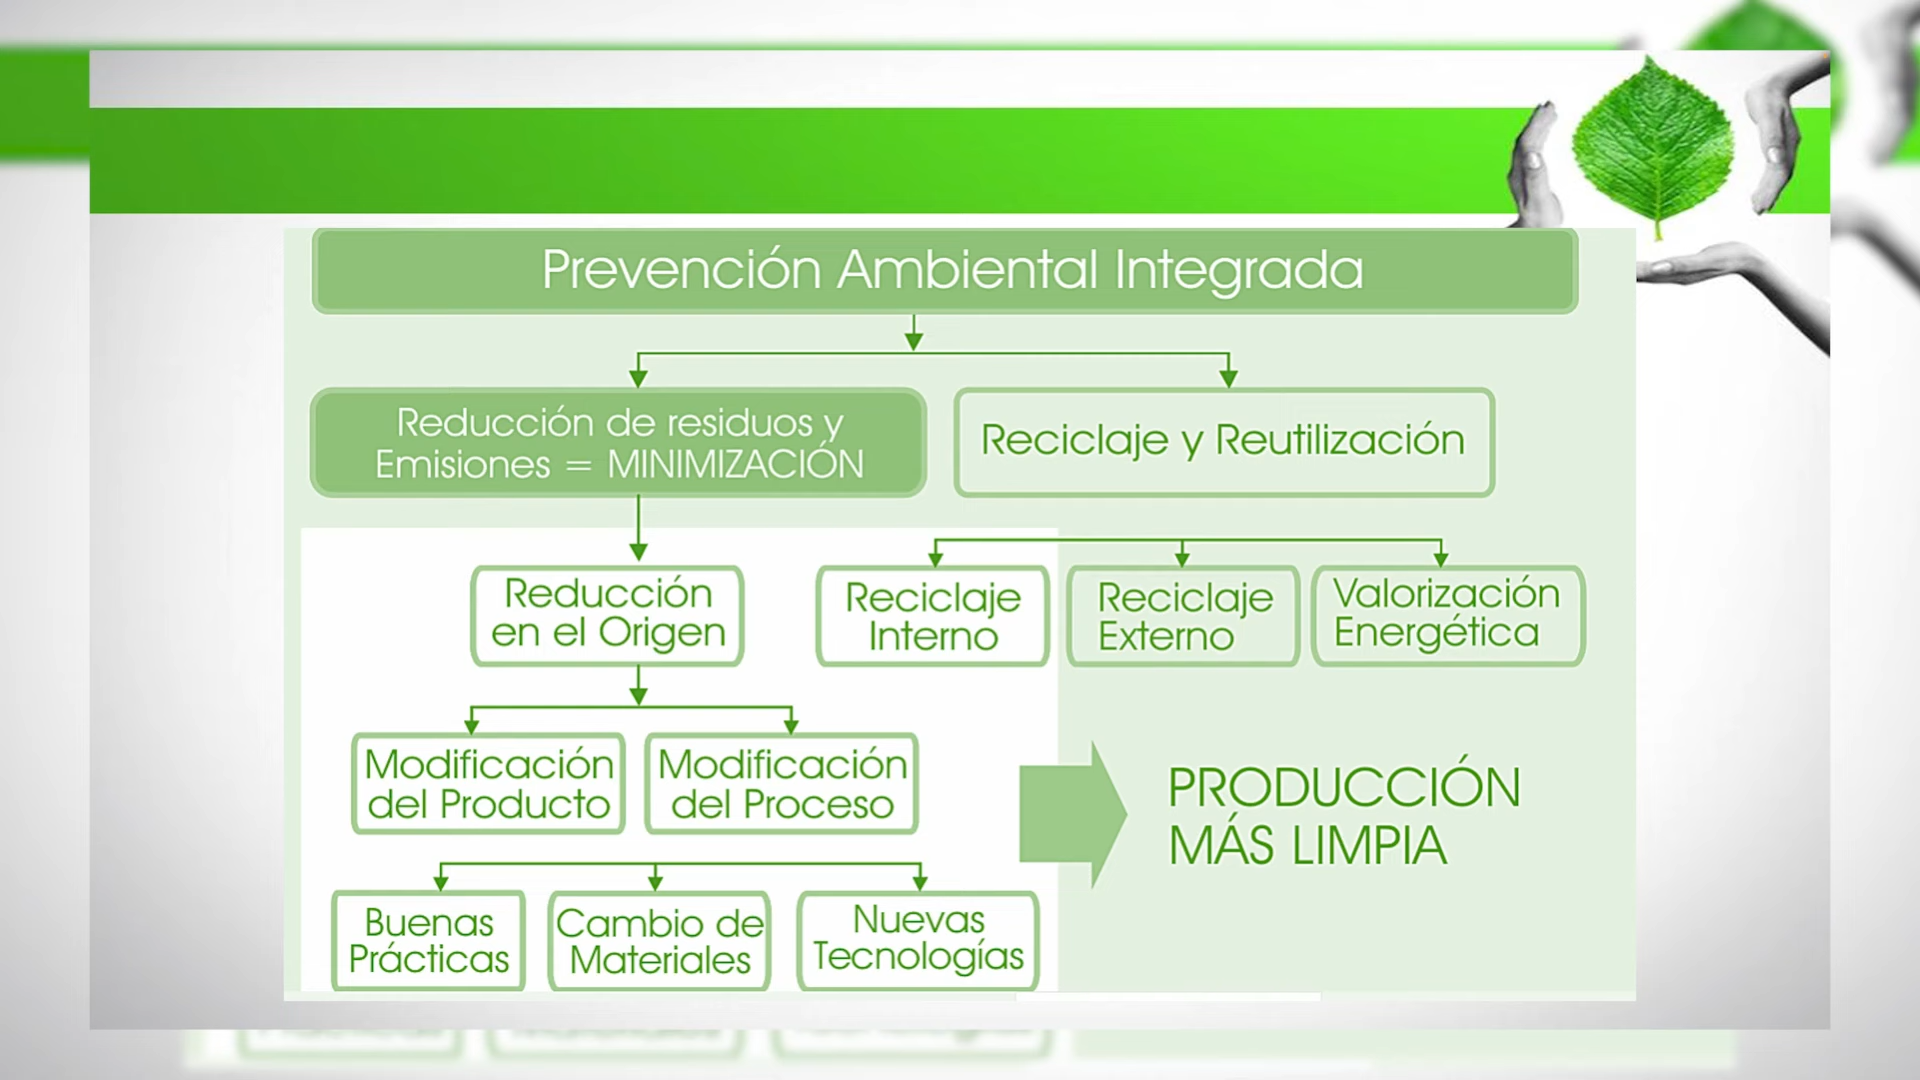 Prevención Ambiental Integrada
Reducción de residuos y
Emisiones = MINIMIZACIÓN
Reciclaje y Reutilización
Reducción
en el Origen
Reciclaje
Interno
Reciclaje
Externo
Valorización
Energética
Modificación
del Producto
Modificación
del Proceso
PRODUCCIÓN
MÁS LIMPIA
Buenas
Prácticas
Cambio de
Materiales
Nuevas
Tecnologías